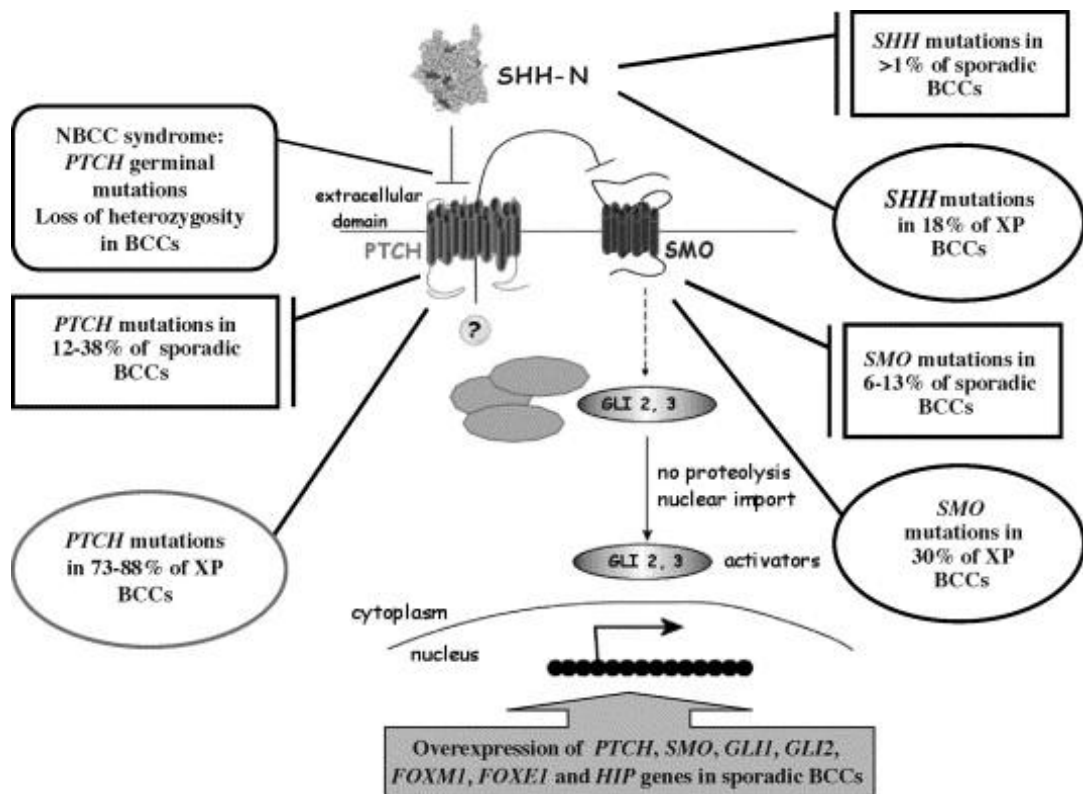 SHH-N
SHH mutations in
>1% of sporadic
BCCs
NBCC syndrome:
PTCH germinal
mutations
Loss of heterozygosity
in BCCs
extracellular
domain
PTCH
SMO
SHH mutations
in 18% of XP
BCCs
PTCH mutations in
12-38% of sporadic
BCCs
?
SMO mutations in
6-13% of sporadic
BCCs
GLI 2, 3
no proteolysis
nuclear import
PTCH mutations
in 73-88% of XP
BCCs
SMO
mutations in
30% of XP
BCCs
GLI 2, 3
activators
cytoplasm
nucleus
Overexpression of PTCH, SMO, GLI1, GLI2,
FOXM1, FOXE1 and HIP genes in sporadic BCCs